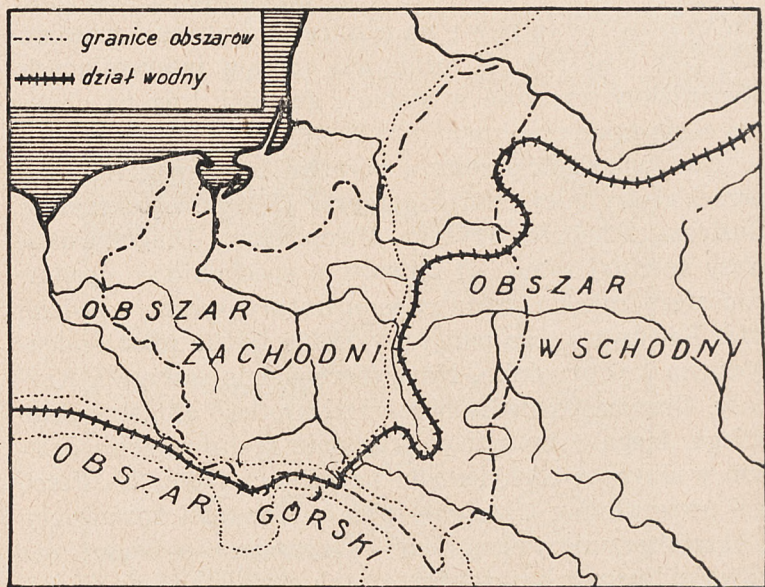 granice obszarów
dział wodny
OBSZAR
ZACHODNI
OBSZAR
WSCHODNI
OBSZAR GÓRSKI